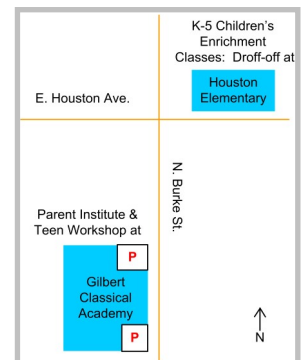 K-5 Children's
Enrichment
Classes: Droff-off at
Houston
Elementary
E. Houston Ave.
N. Burke St.
Parent Institute &
Teen Workshop at
P
Gilbert
Classical
Academy
P
N